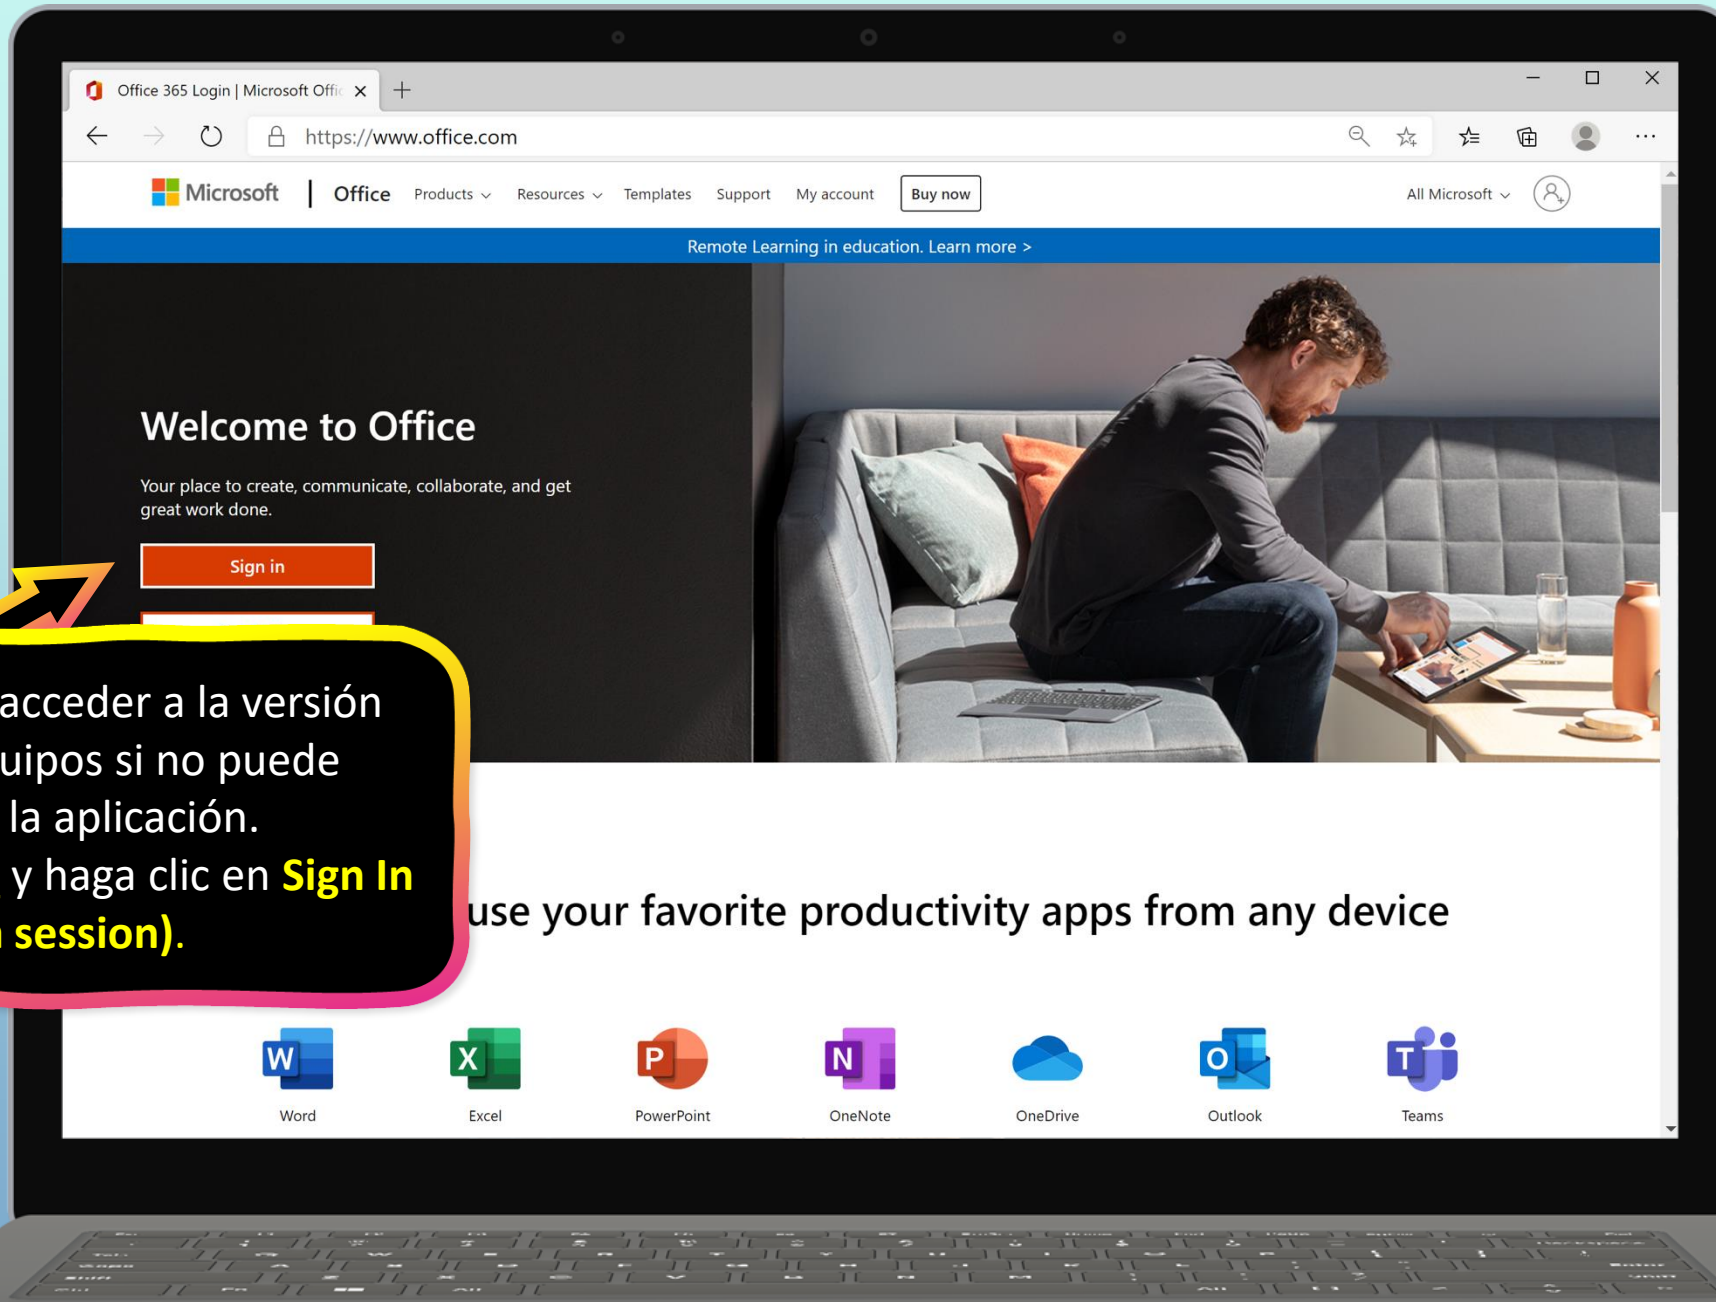 Office 365 Login | Microsoft Offic
https://www.office.com
Microsoft | Office Products Resources Templates Support My account Buy now All Microsoft
Remote Learning in education. Learn more >
Welcome to Office
Your place to create, communicate, collaborate, and get
great work done.
Sign in
acceder a la versión
uipos si no puede
la aplicación.
y haga clic en Sign In
session).
use your favorite productivity apps from any device
W X P N O T
Word Excel PowerPoint OneNote OneDrive Outlook Teams